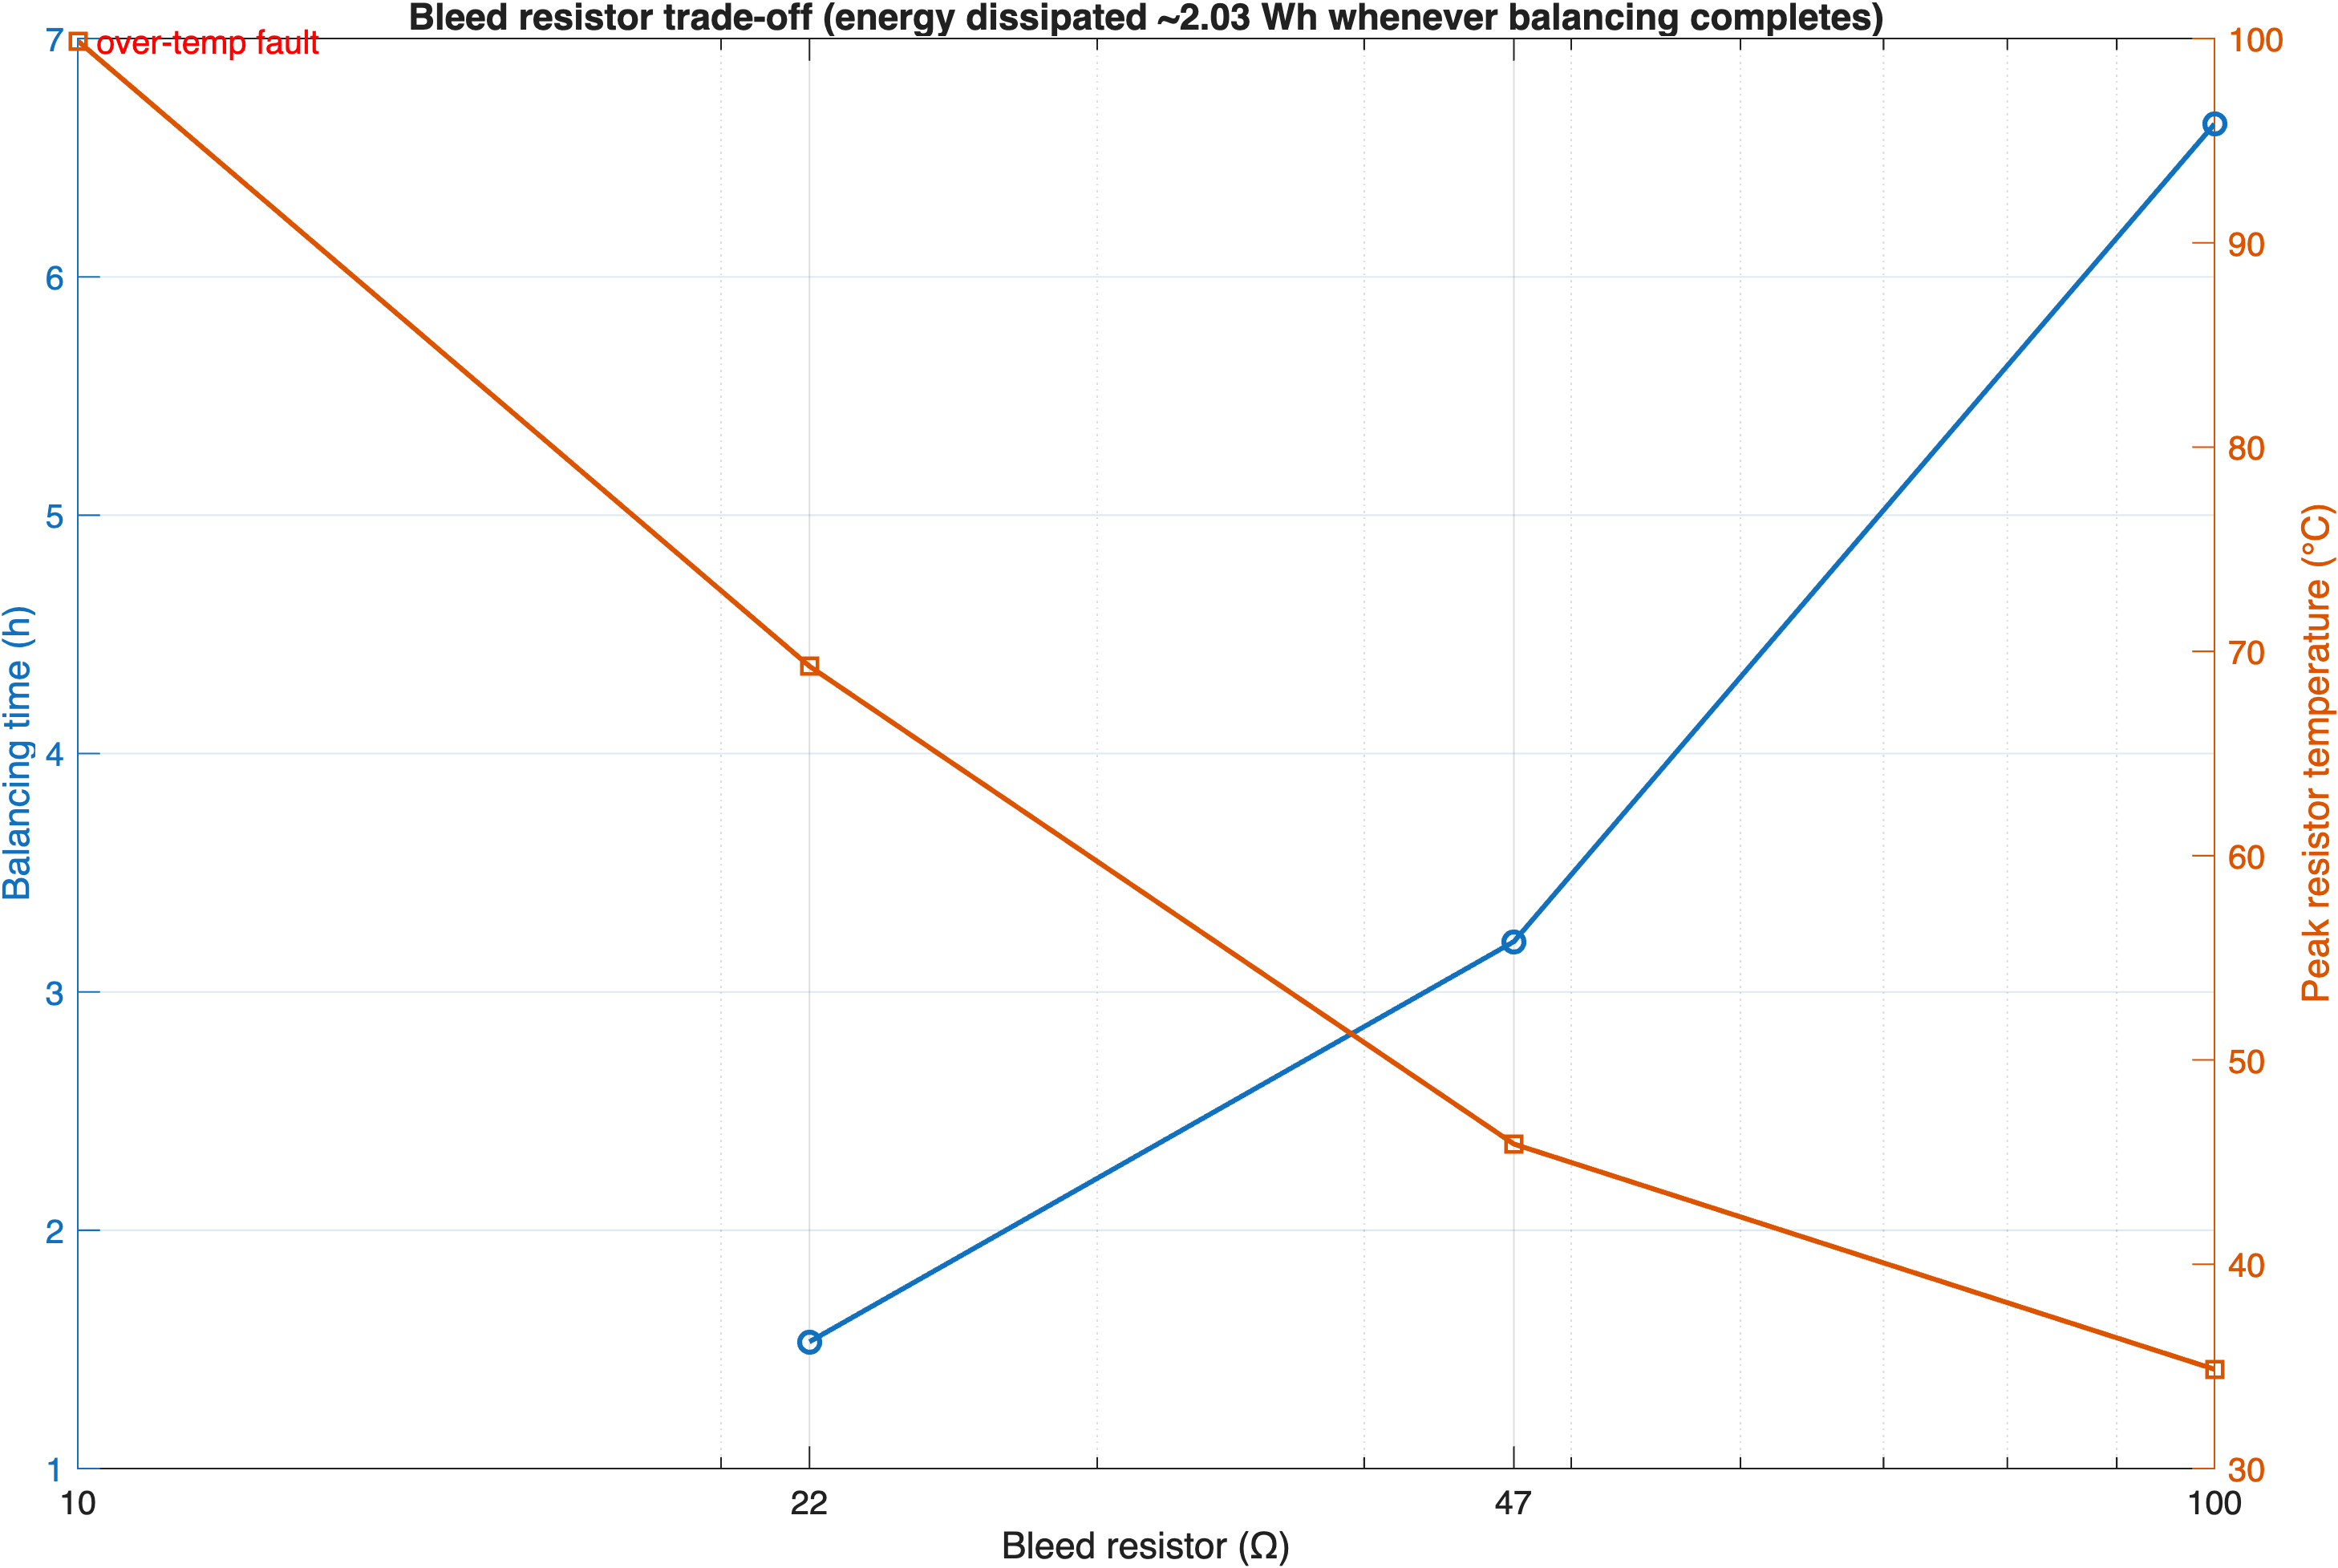 Bleed resistor trade-off (energy dissipated ~2.03 Wh whenever balancing completes)
over-temp fault
Balancing time (h)
7
6
5
4
3
2
1
100
90
80
70
60
50
40
30
Peak resistor temperature (°C)
10 22 47 100
Bleed resistor (Ω)